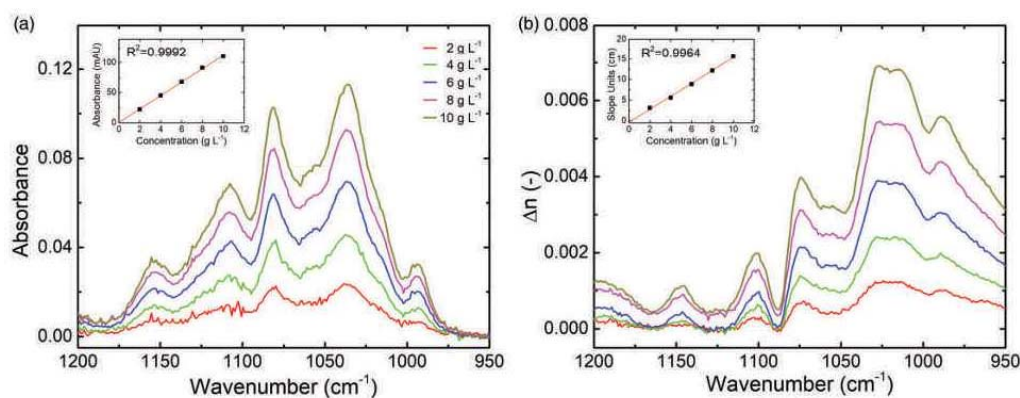 (a)
0.12
0.08
0.04
0.00
Absorbance
1200
1150
1100
1050
1000
950
Wavenumber (cm⁻¹)
2 g L⁻¹
4 g L⁻¹
6 g L⁻¹
8 g L⁻¹
10 g L⁻¹
R²=0.9992
100
50
Absorbance (mAU)
0 2 4 6 8 10 12
Concentration (g L⁻¹)
(b)
0.008
0.006
0.004
0.002
0.000
Δn (-)
1200
1150
1100
1050
1000
950
Wavenumber (cm⁻¹)
R²=0.9964
20
15
10
5
0
Slope Units (cm)
0 2 4 6 8 10 12
Concentration (g L⁻¹)